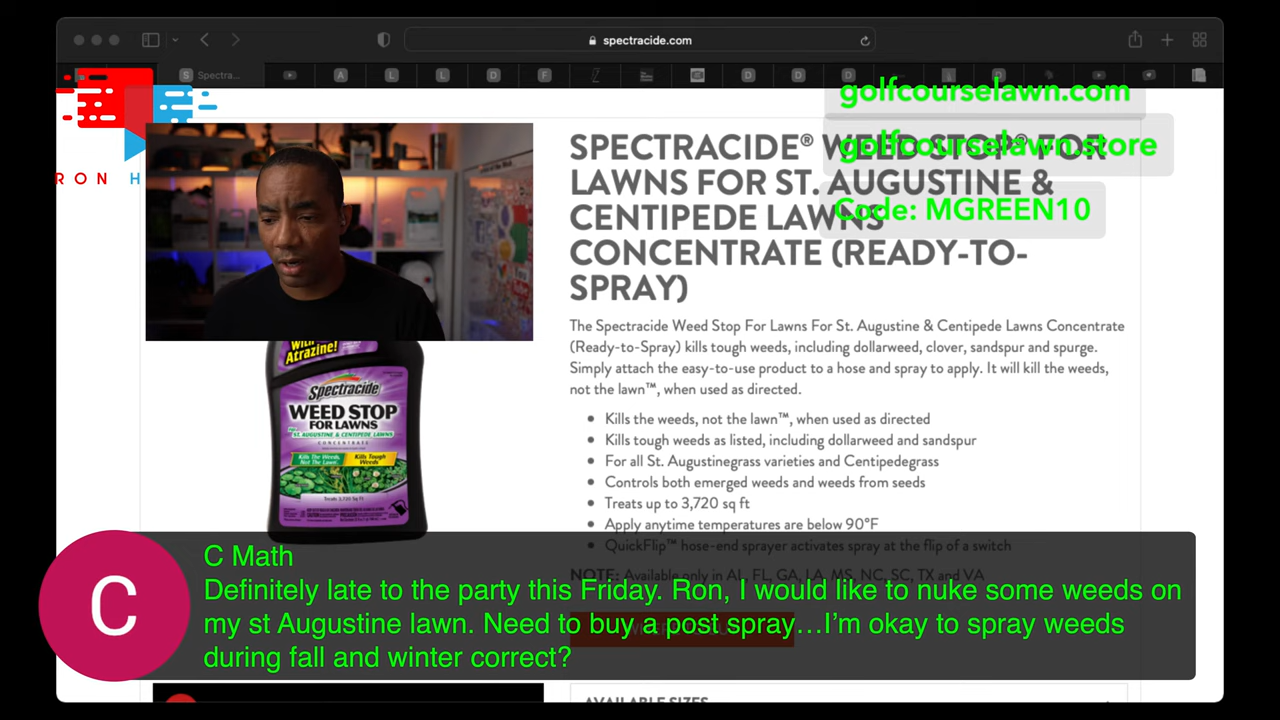 spectracide.com
S Spectra...
A
L
L
D
F
D
D
D
golfcourselawn.com
golfcourselawn.store
Code: MGREEN10
RON H
SPECTRACIDE® WEED STOP® FOR
LAWNS FOR ST. AUGUSTINE &
CENTIPEDE LAWNS
CONCENTRATE (READY-TO-
SPRAY)
The Spectracide Weed Stop For Lawns For St. Augustine & Centipede Lawns Concentrate
(Ready-to-Spray) kills tough weeds, including dollarweed, clover, sandspur and spurge.
Simply attach the easy-to-use product to a hose and spray to apply. It will kill the weeds,
not the lawn™, when used as directed.
Kills the weeds, not the lawn™, when used as directed
Kills tough weeds as listed, including dollarweed and sandspur
For all St. Augustinegrass varieties and Centipedegrass
Controls both emerged weeds and weeds from seeds
Treats up to 3,720 sq ft
Apply anytime temperatures are below 90°F
QuickFlip™ hose-end sprayer activates spray at the flip of a switch
NOTE: Available only in AL, FL, GA, LA, MS, NC, SC, TX and VA
With
Atrazine!
Spectracide
WEED STOP
FOR LAWNS
ST. AUGUSTINE & CENTIPEDE LAWNS
CONCENTRATE
Kills The Weeds, Kills Tough
Not The Lawn Weeds
Treats 3,720 Sq Ft
C
C Math
Definitely late to the party this Friday. Ron, I would like to nuke some weeds on
my st Augustine lawn. Need to buy a post spray…I'm okay to spray weeds
during fall and winter correct?
AVAILABLE SIZES